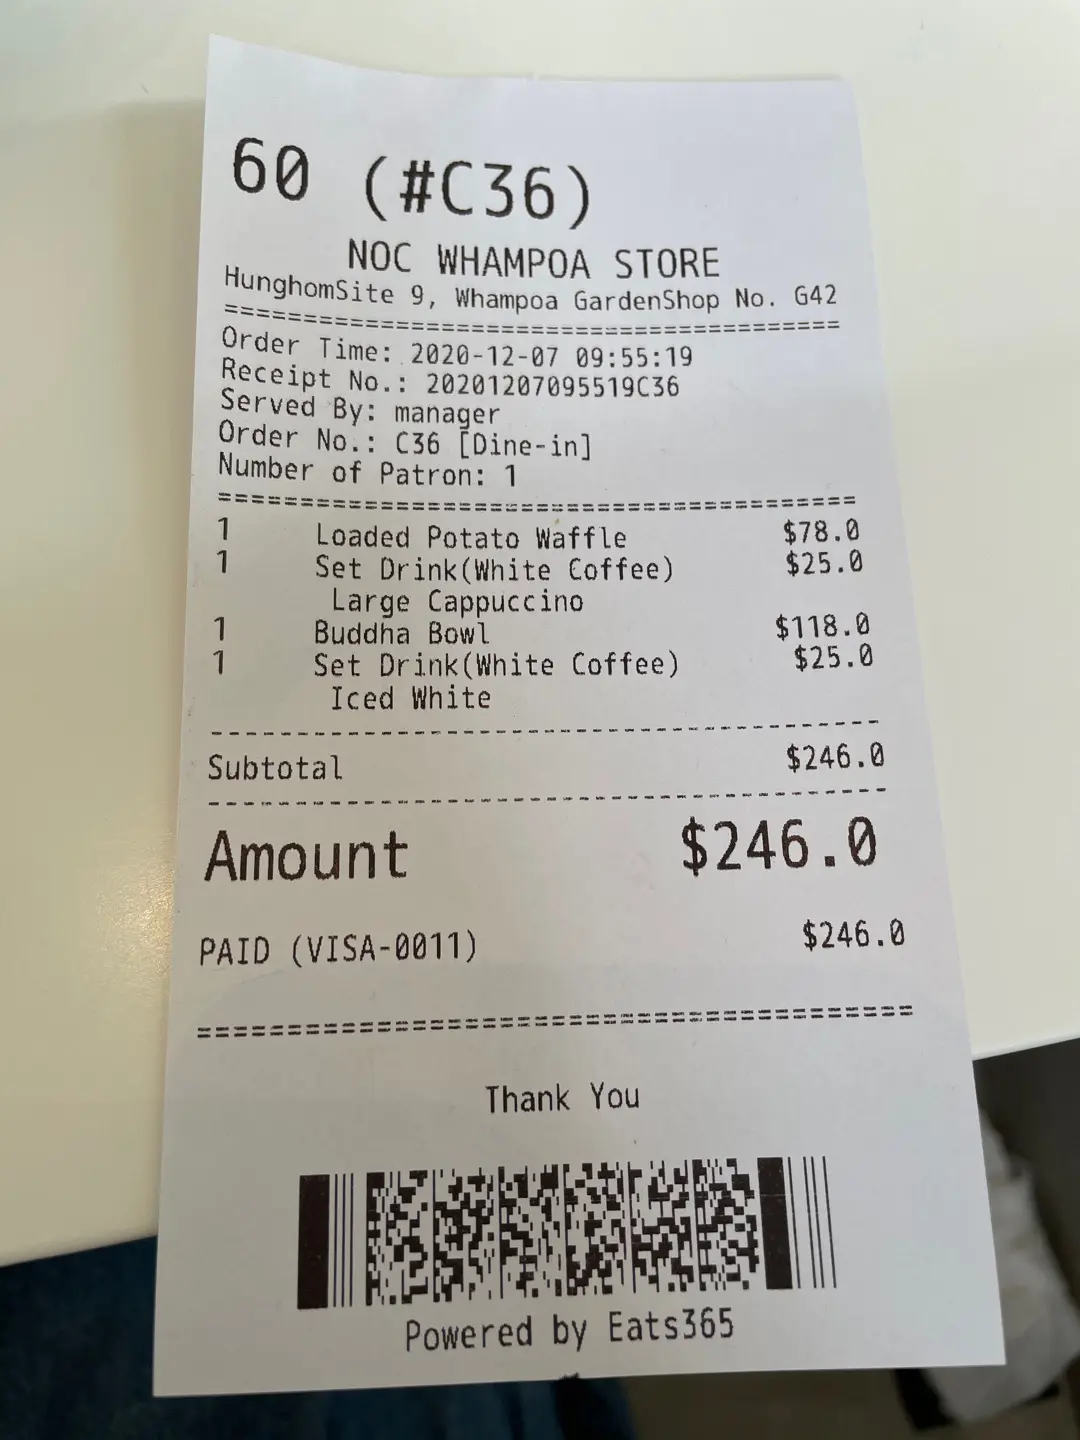 60 (#C36)
NOC WHAMPOA STORE
HunghomSite 9, Whampoa GardenShop No. G42
=========================================
Order Time: 2020-12-07 09:55:19
Receipt No.: 20201207095519C36
Served By: manager
Order No.: C36 [Dine-in]
Number of Patron: 1
=========================================
1 Loaded Potato Waffle $78.0
1 Set Drink(White Coffee) $25.0
Large Cappuccino
1 Buddha Bowl $118.0
1 Set Drink(White Coffee) $25.0
Iced White
-----------------------------------------
Subtotal $246.0
-----------------------------------------
Amount $246.0
PAID (VISA-0011) $246.0
=========================================
Thank You
Powered by Eats365